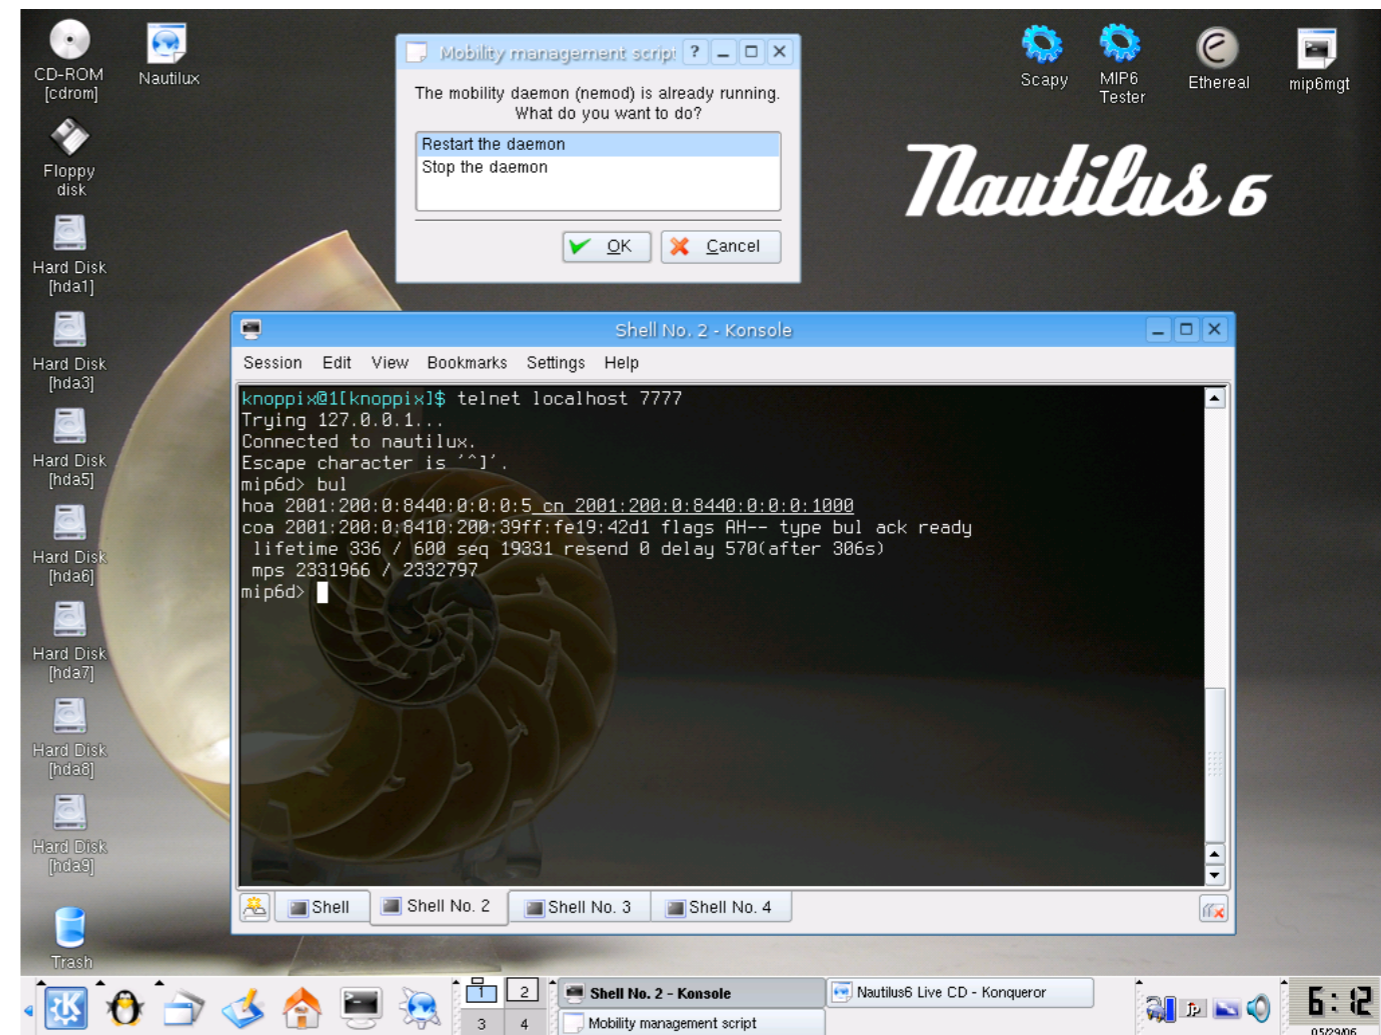 CD-ROM
[cdrom]
Nautilux
Floppy
disk
Hard Disk
[hda1]
Hard Disk
[hda3]
Hard Disk
[hda5]
Hard Disk
[hda6]
Hard Disk
[hda7]
Hard Disk
[hda8]
Hard Disk
[hda9]
Trash
Mobility management script
The mobility daemon (nemod) is already running.
What do you want to do?
Restart the daemon
Stop the daemon
OK
Cancel
Scapy
MIP6
Tester
Ethereal
mip6mgt
Nautilus 6
Shell No. 2 - Konsole
Session Edit View Bookmarks Settings Help
knoppix@1[knoppix]$ telnet localhost 7777
Trying 127.0.0.1...
Connected to nautilux.
Escape character is '^]'.
mip6d> bul
hoa 2001:200:0:8440:0:0:0:5 cn 2001:200:0:8440:0:0:0:1000
coa 2001:200:0:8410:200:39ff:fe19:42d1 flags AH-- type bul ack ready
lifetime 336 / 600 seq 19331 resend 0 delay 570(after 306s)
mps 2331966 / 2332797
mip6d>
Shell
Shell No. 2
Shell No. 3
Shell No. 4
1 2
3 4
Shell No. 2 - Konsole
Mobility management script
Nautilus6 Live CD - Konqueror
6:12
05/29/06